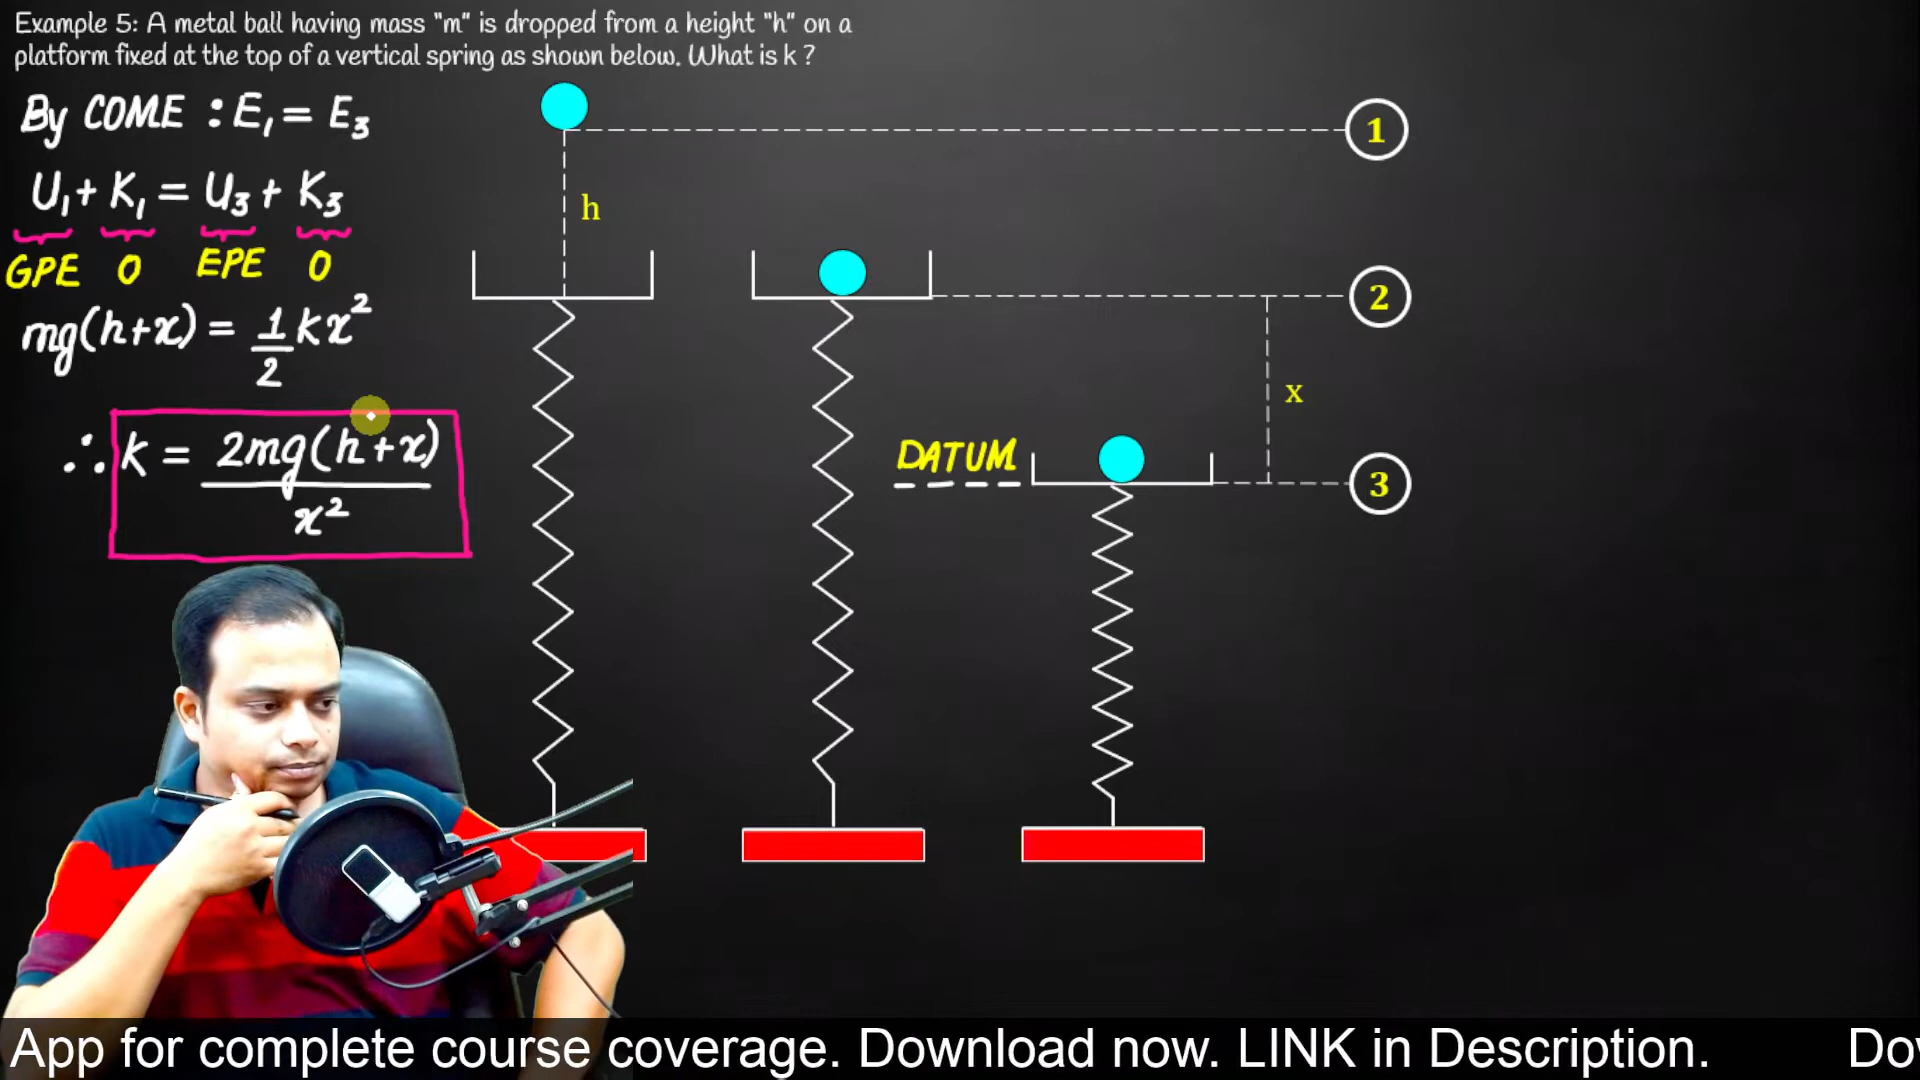 Example 5: A metal ball having mass "m" is dropped from a height "h" on a
platform fixed at the top of a vertical spring as shown below. What is k ?
By COME : E₁ = E₃
U₁ + K₁ = U₃ + K₃
GPE 0 EPE 0
mg(h+x) = 1/2 kx²
∴ k = 2mg(h+x)/x²
h
1
2
x
DATUM
3
App for complete course coverage. Download now. LINK in Description.